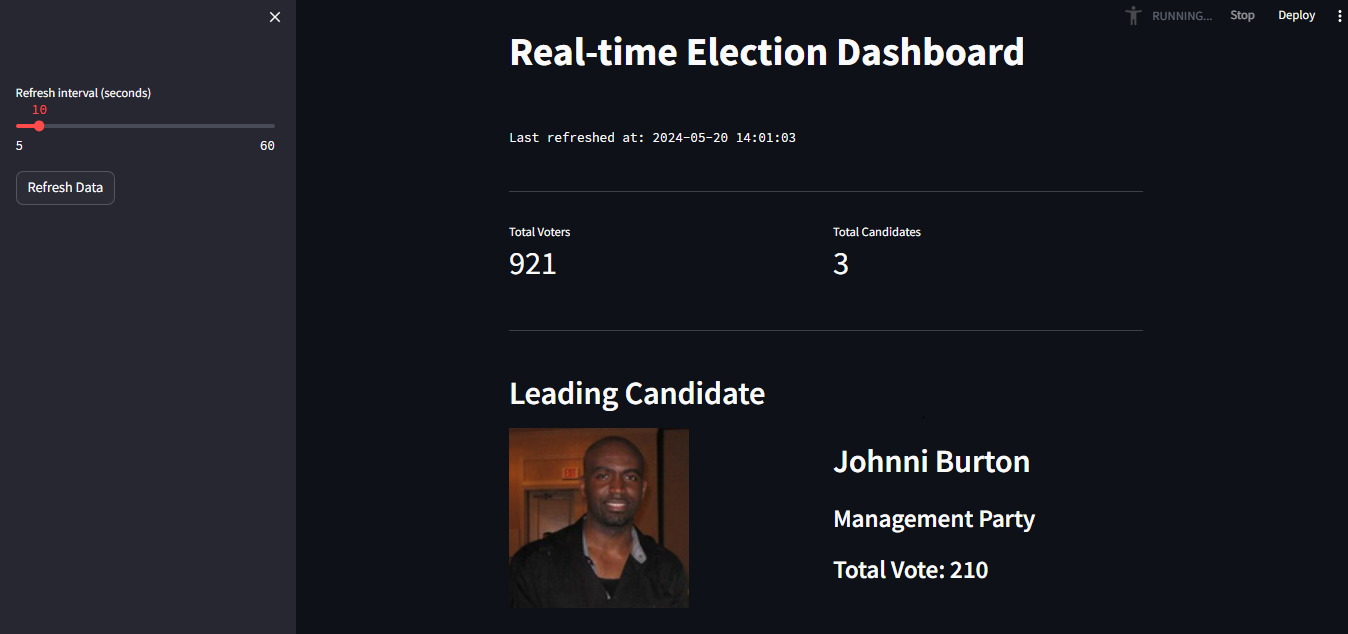 RUNNING...
Stop
Deploy
Real-time Election Dashboard
Refresh interval (seconds)
10
5
60
Refresh Data
Last refreshed at: 2024-05-20 14:01:03
Total Voters
921
Total Candidates
3
Leading Candidate
Johnni Burton
Management Party
Total Vote: 210